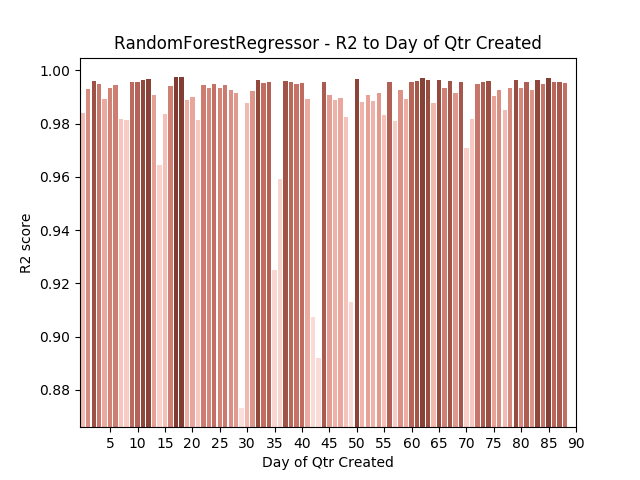 RandomForestRegressor - R2 to Day of Qtr Created
1.00
0.98
0.96
0.94
0.92
0.90
0.88
R2 score
5 10 15 20 25 30 35 40 45 50 55 60 65 70 75 80 85 90
Day of Qtr Created